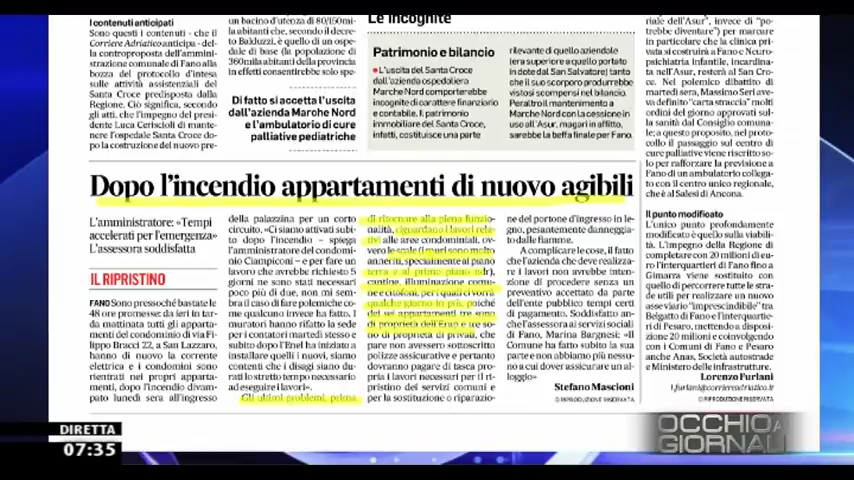 I contenuti anticipati
Sono questi i contenuti - che il
Corriere Adriatico anticipa - del-
la controproposta dell'ammini-
strazione comunale di Fano alla
bozza del protocollo d'intesa
sulle attività assistenziali del
Santa Croce predisposta dalla
Regione. Ciò significa, secondo
gli atti, che l'impegno del presi-
dente Luca Ceriscioli di mante-
nere l'ospedale Santa Croce do-
po la costruzione del nuovo pre-
un bacino d'utenza di 80/150mi-
la abitanti che, secondo il decre-
to Balduzzi, è quello di un ospe-
dale di base (la popolazione di
360mila abitanti della provincia
in effetti consentirebbe solo spe-
Di fatto si accetta l'uscita
dall'azienda Marche Nord
e l'ambulatorio di cure
palliative pediatriche
Le incognite
Patrimonio e bilancio
● L'uscita del Santa Croce
dall'azienda ospedaliera
Marche Nord comporterebbe
incognite di carattere finanziario
e contabile. Il patrimonio
immobiliare del Santa Croce,
infatti, costituisce una parte
rilevante di quello aziendale
(era superiore a quello portato
in dote dal San Salvatore) tanto
che il suo scorporo produrrebbe
vistosi scompensi nel bilancio.
Peraltro il mantenimento a
Marche Nord con la cessione in
uso all'Asur, magari in affitto,
sarebbe la beffa finale per Fano.
Dopo l'incendio appartamenti di nuovo agibili
L'amministratore: «Tempi
accelerati per l'emergenza»
L'assessora soddisfatta
IL RIPRISTINO
FANO Sono pressoché bastate le
48 ore promesse: da ieri in tar-
da mattinata tutti gli apparta-
menti del condominio di via Fi-
lippo Brucci 22, a San Lazzaro,
hanno di nuovo la corrente
elettrica e i condomini sono
rientrati nei propri apparta-
menti, dopo l'incendio divam-
pato lunedì sera all'ingresso
della palazzina per un corto
circuito. «Ci siamo attivati subi-
to dopo l'incendio – spiega
l'amministratore del condomi-
nio Ciampiconi – e per fare un
lavoro che avrebbe richiesto 5
giorni ne sono stati necessari
poco più di due, non mi sem-
bra il caso di fare polemiche co-
me qualcuno invece ha fatto. I
muratori hanno rifatto la sede
per i contatori martedì stesso e
subito dopo l'Enel ha iniziato a
installare quelli i nuovi, siamo
contenti che i disagi siano du-
rati lo stretto tempo necessario
ad eseguire i lavori».
Gli ultimi problemi, prima
di ritornare alla piena funzio-
nalità, riguardano i lavori rela-
tivi alle aree condominiali, ov-
vero le scale (i muri sono molto
anneriti, specialmente al piano
terra e al primo piano ndr),
cantine, illuminazione comu-
ne e citofoni, per i quali ci vorrà
qualche giorno in più, poiché
dei sei appartamenti tre sono
di proprietà dell'Erap e tre so-
no di proprietà di privati, che
pare non avessero sottoscritto
polizze assicurative e pertanto
dovranno pagare di tasca pro-
pria i lavori necessari per il ri-
pristino dei servizi comuni e
per la sostituzione o riparazio-
ne del portone d'ingresso in le-
gno, pesantemente danneggia-
to dalle fiamme.
A complicare le cose, il fatto
che l'azienda che deve realizza-
re i lavori non avrebbe inten-
zione di procedere senza un
preventivo accettato da parte
dell'ente pubblico tempi certi
di pagamento. Soddisfatto an-
che l'assessora ai servizi sociali
di Fano, Marina Bargnesi: «Il
Comune ha fatto subito la sua
parte e non abbiamo più nessu-
no a cui dover assicurare un al-
loggio»
Stefano Mascioni
© RIPRODUZIONE RISERVATA
riale dell'Asur, invece di "po-
trebbe diventare") per marcare
in particolare che la clinica pri-
vata si costruirà a Fano e Neuro-
psichiatria Infantile, incardina-
ta nell'Asur, resterà al San Cro-
ce. Nel polemico dibattito di
martedì sera, Massimo Seri ave-
va definito "carta straccia" molti
ordini del giorno approvati sul-
la sanità dal Consiglio comuna-
le; a questo proposito, nel proto-
collo il passaggio sul centro di
cure palliative viene riscritto so-
lo per rafforzare la previsione a
Fano di un ambulatorio collega-
to con il centro unico regionale,
che è al Salesi di Ancona.
Il punto modificato
L'unico punto profondamente
modificato è quello sulla viabili-
tà. L'impegno della Regione di
completare con 20 milioni di eu-
ro l'interquartieri di Fano fino a
Gimarra viene sostituito con
quello di percorrere tutte le stra-
de utili per realizzare un nuovo
asse viario "imprescindibile" tra
Belgatto di Fano e l'interquartie-
ri di Pesaro, mettendo a disposi-
zione 20 milioni e coinvolgendo
con i Comuni di Fano e Pesaro
anche Anas, Società autostrade
e Ministero delle infrastrutture.
Lorenzo Furlani
l.furlani@corriereadriatico.it
© RIPRODUZIONE RISERVATA
DIRETTA
07:35
OCCHIO AI
GIORNALI